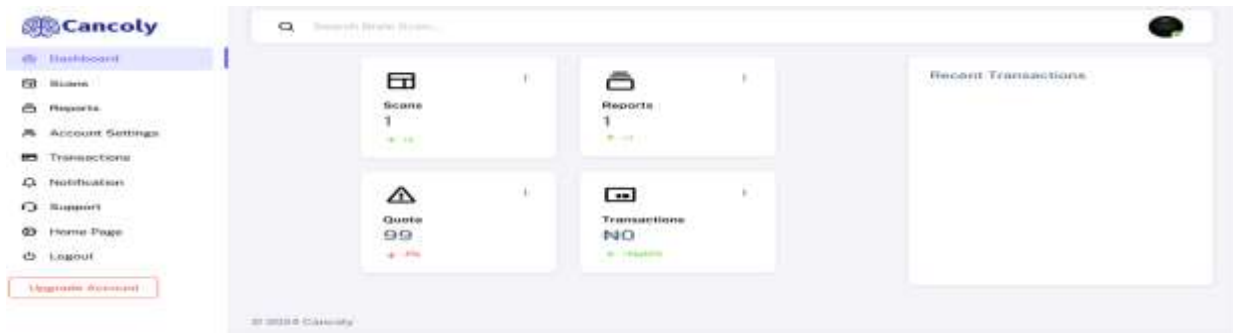 Cancoly
Search Brain Scan...
Dashboard
Scans
Reports
Account Settings
Transactions
Notification
Support
Home Page
Logout
Upgrade Account
Scans
1
Reports
1
Quota
99
Transactions
₦0
Recent Transactions
© 2024 Cancoly